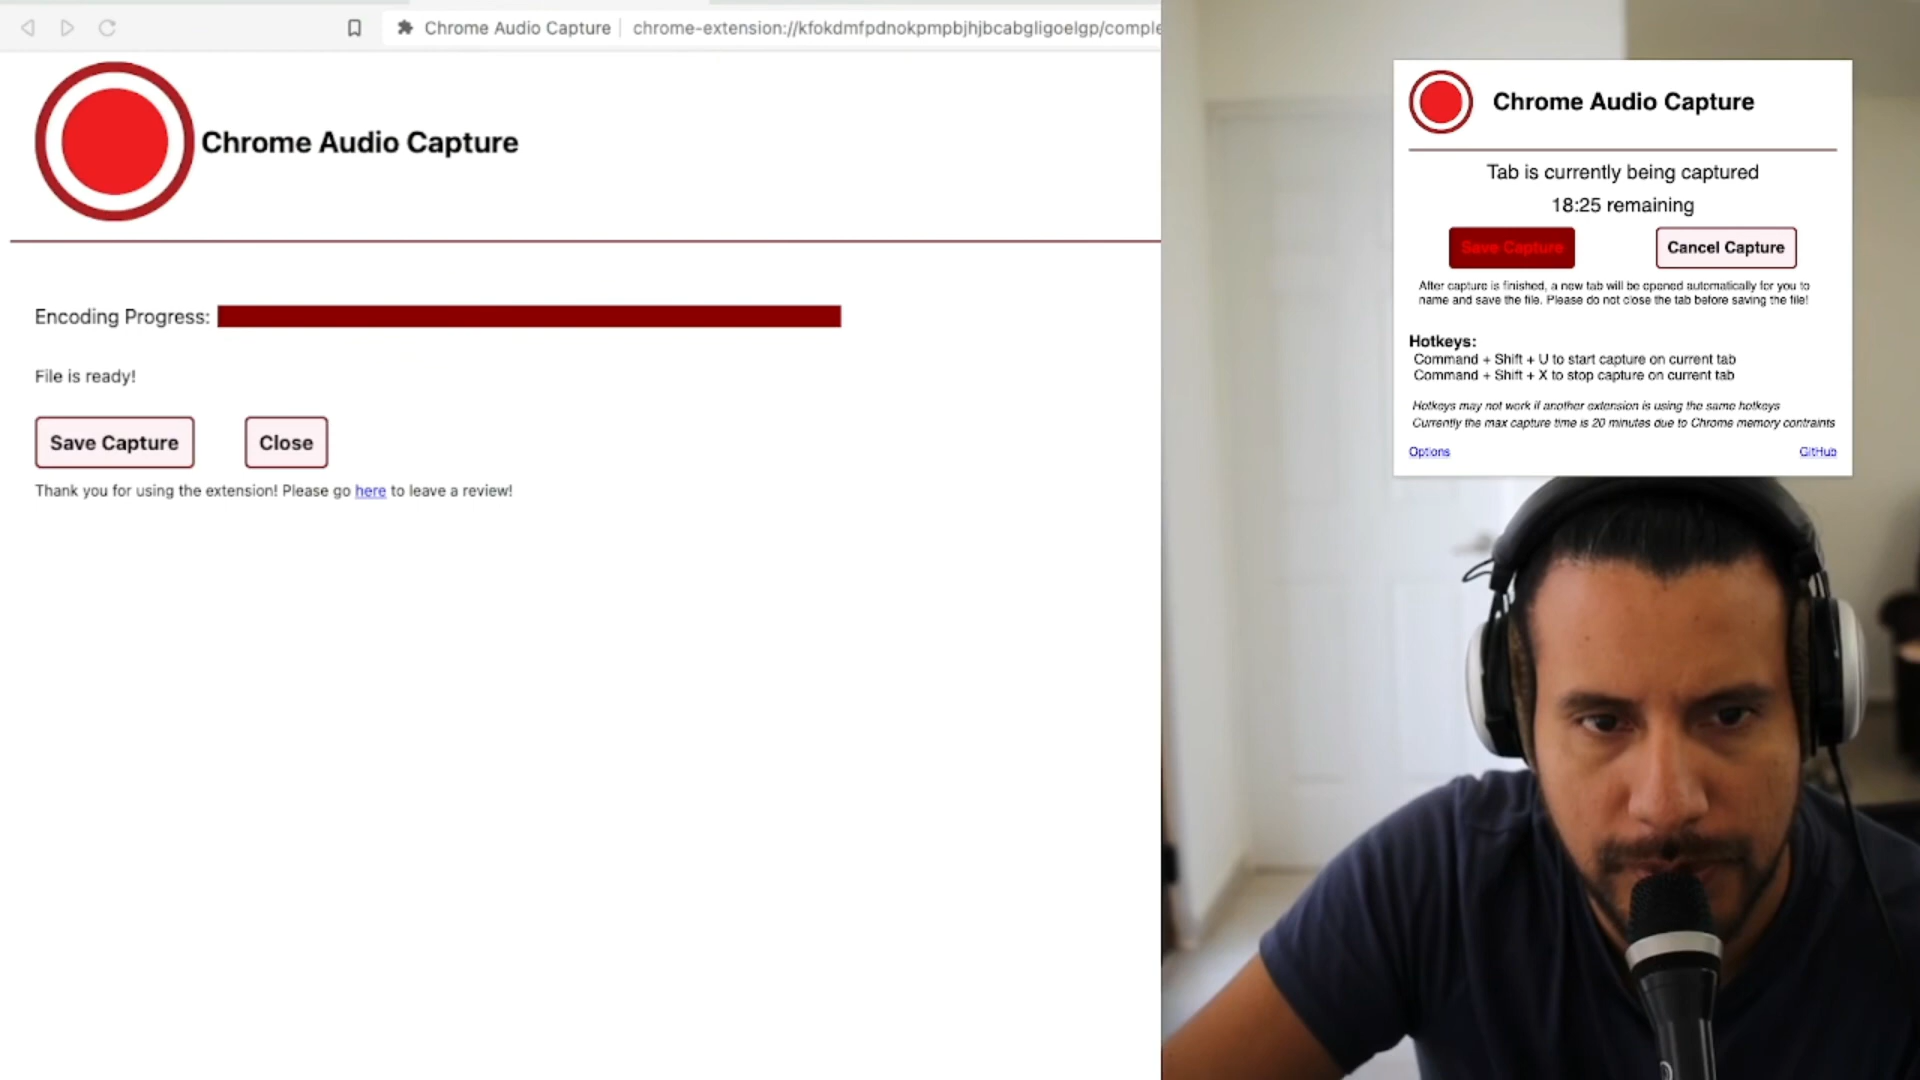 Chrome Audio Capture | chrome-extension://kfokdmfpdnokpmpbjhjbcabgligoelgp/comple
Chrome Audio Capture
Encoding Progress:
File is ready!
Save Capture Close
Thank you for using the extension! Please go here to leave a review!
Chrome Audio Capture
Tab is currently being captured
18:25 remaining
Save Capture Cancel Capture
After capture is finished, a new tab will be opened automatically for you to
name and save the file. Please do not close the tab before saving the file!
Hotkeys:
Command + Shift + U to start capture on current tab
Command + Shift + X to stop capture on current tab
Hotkeys may not work if another extension is using the same hotkeys
Currently the max capture time is 20 minutes due to Chrome memory contraints
Options GitHub